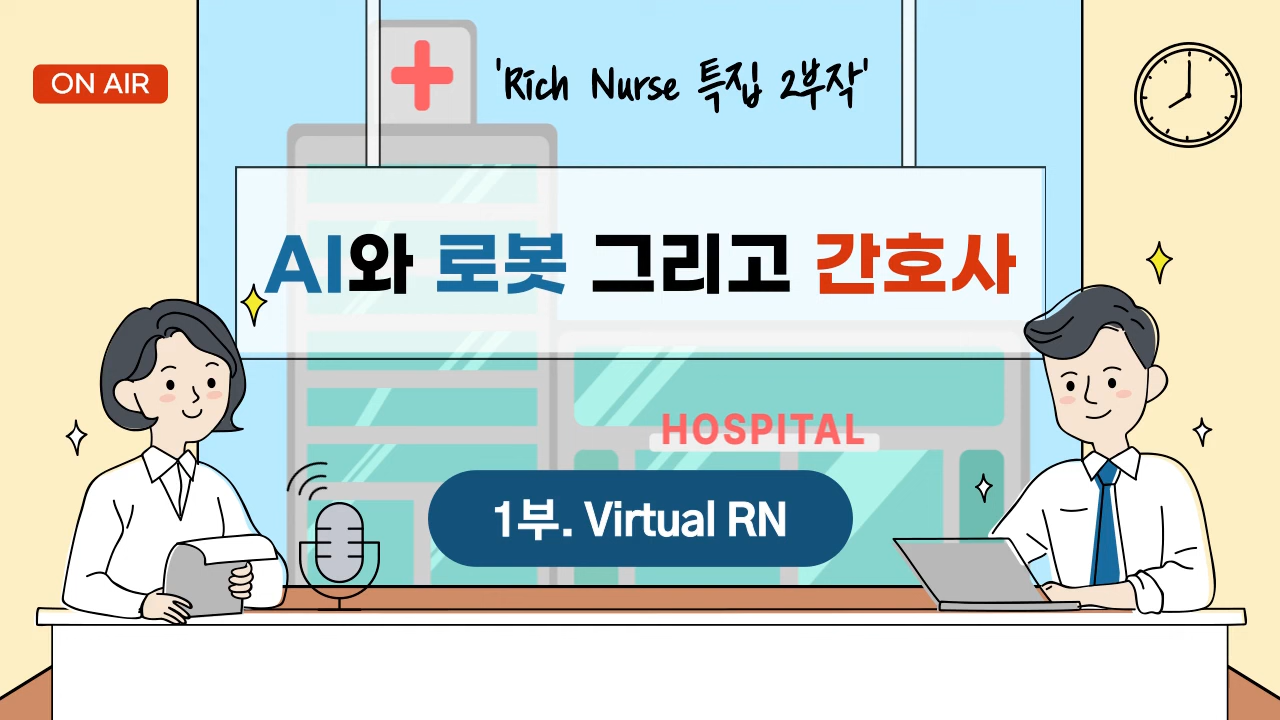 ON AIR
'Rich Nurse 특집 2부작'
AI와 로봇 그리고 간호사
HOSPITAL
1부. Virtual RN